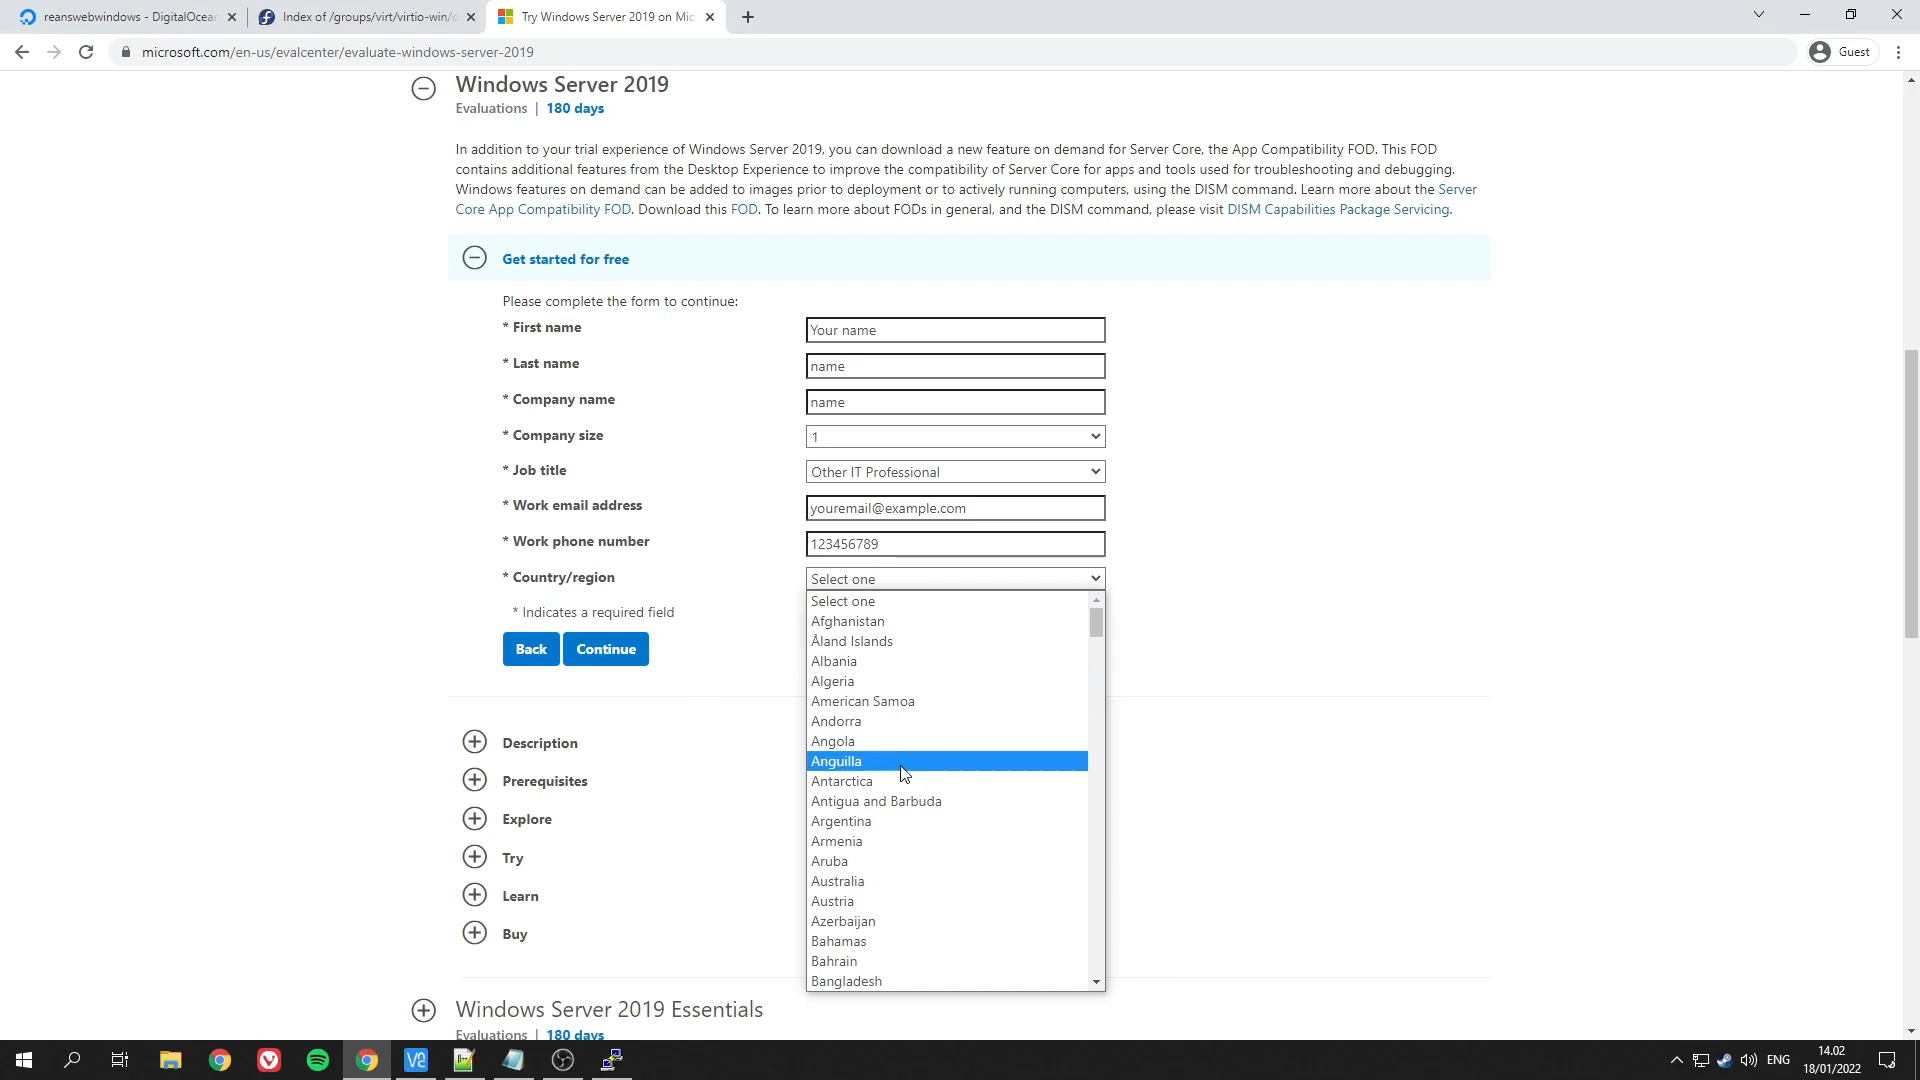 reanswebwindows - DigitalOcean
Index of /groups/virt/virtio-win/d
Try Windows Server 2019 on Mic
microsoft.com/en-us/evalcenter/evaluate-windows-server-2019
Guest
Windows Server 2019
Evaluations | 180 days
In addition to your trial experience of Windows Server 2019, you can download a new feature on demand for Server Core, the App Compatibility FOD. This FOD
contains additional features from the Desktop Experience to improve the compatibility of Server Core for apps and tools used for troubleshooting and debugging.
Windows features on demand can be added to images prior to deployment or to actively running computers, using the DISM command. Learn more about the Server
Core App Compatibility FOD. Download this FOD. To learn more about FODs in general, and the DISM command, please visit DISM Capabilities Package Servicing.
Get started for free
Please complete the form to continue:
* First name
Your name
* Last name
name
* Company name
name
* Company size
1
* Job title
Other IT Professional
* Work email address
youremail@example.com
* Work phone number
123456789
* Country/region
Select one
* Indicates a required field
Back
Continue
Select one
Afghanistan
Åland Islands
Albania
Algeria
American Samoa
Andorra
Angola
Anguilla
Antarctica
Antigua and Barbuda
Argentina
Armenia
Aruba
Australia
Austria
Azerbaijan
Bahamas
Bahrain
Bangladesh
Description
Prerequisites
Explore
Try
Learn
Buy
Windows Server 2019 Essentials
Evaluations | 180 days
ENG
14.02
18/01/2022